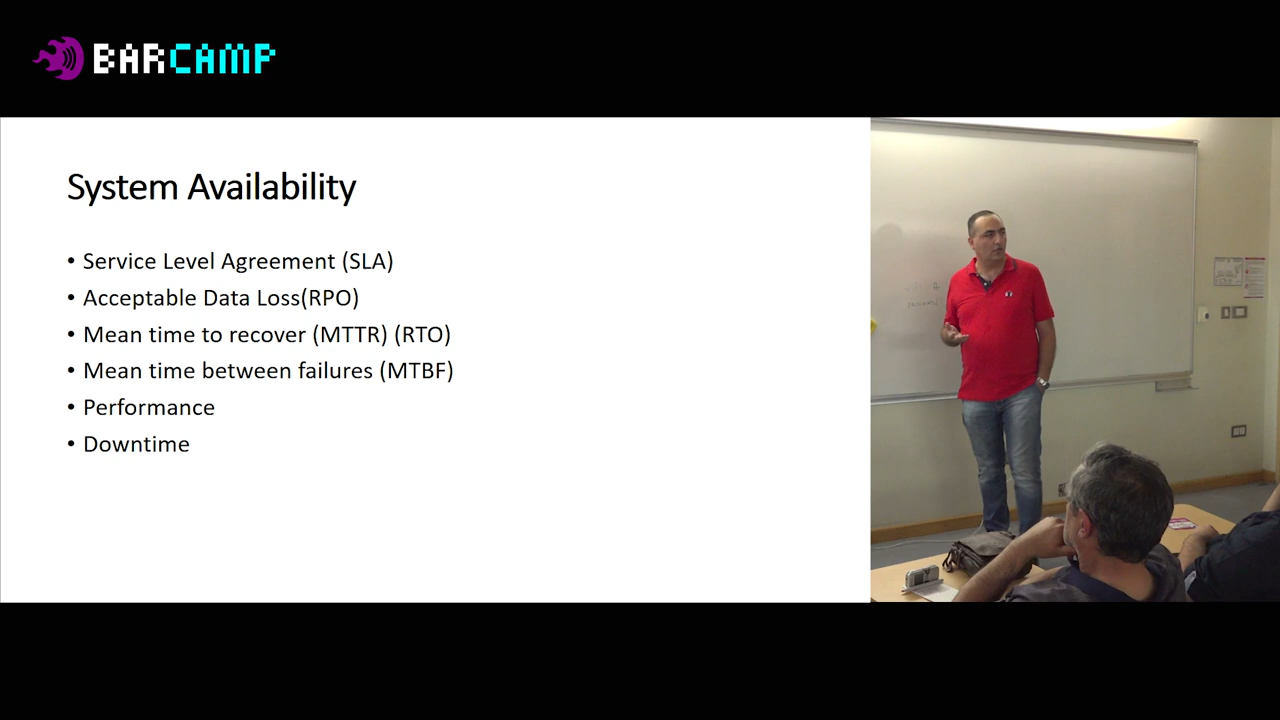 BARCAMP
System Availability
• Service Level Agreement (SLA)
• Acceptable Data Loss(RPO)
• Mean time to recover (MTTR) (RTO)
• Mean time between failures (MTBF)
• Performance
• Downtime